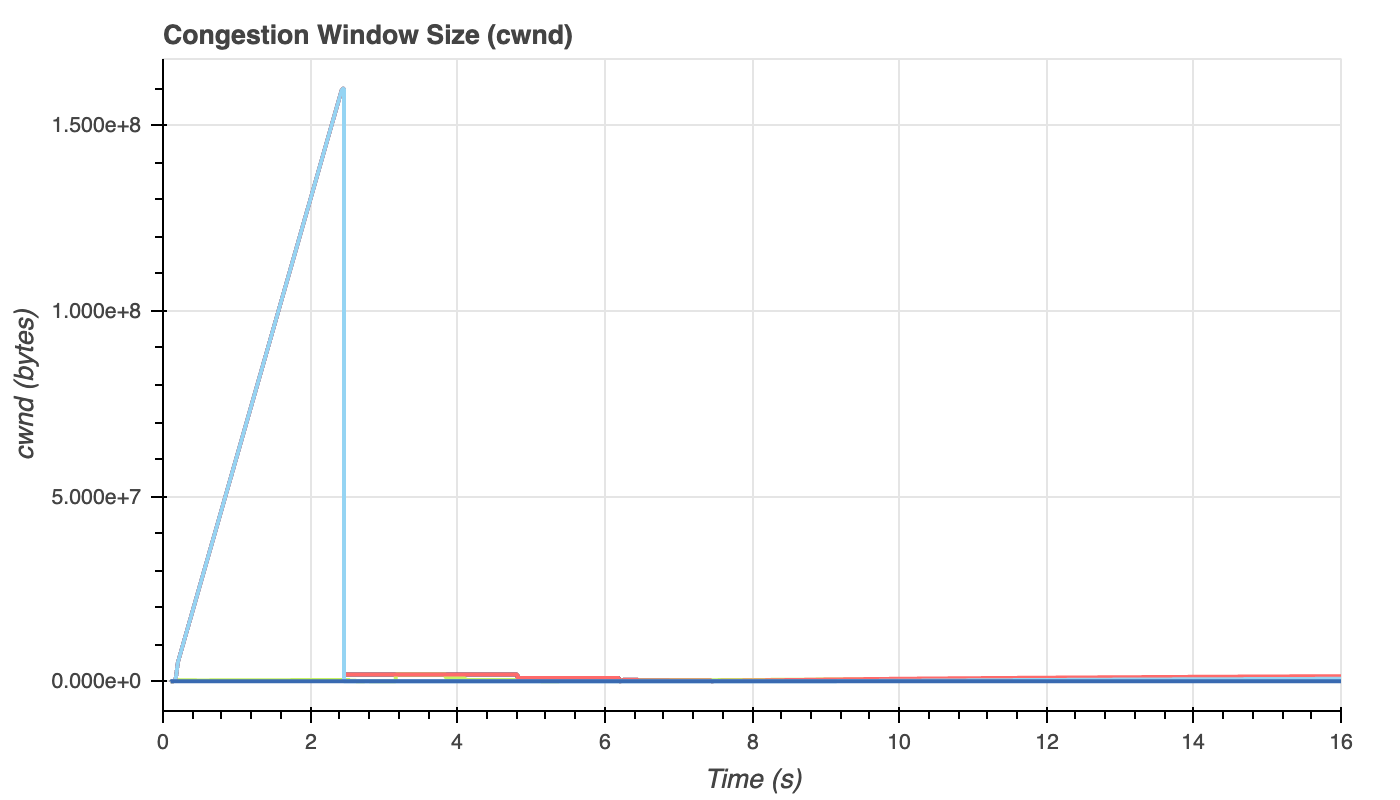 Congestion Window Size (cwnd)
1.500e+8
1.000e+8
5.000e+7
0.000e+0
cwnd (bytes)
0 2 4 6 8 10 12 14 16
Time (s)